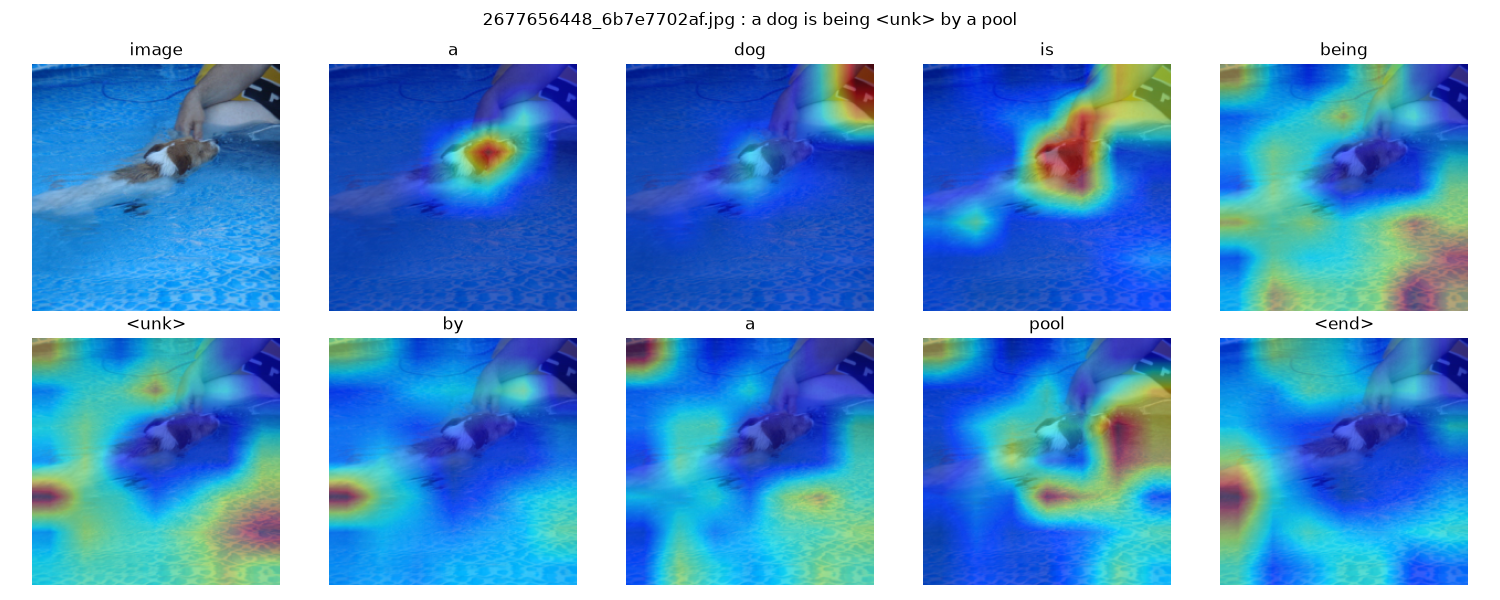 2677656448_6b7e7702af.jpg : a dog is being <unk> by a pool
image a dog is being
<unk> by a pool <end>